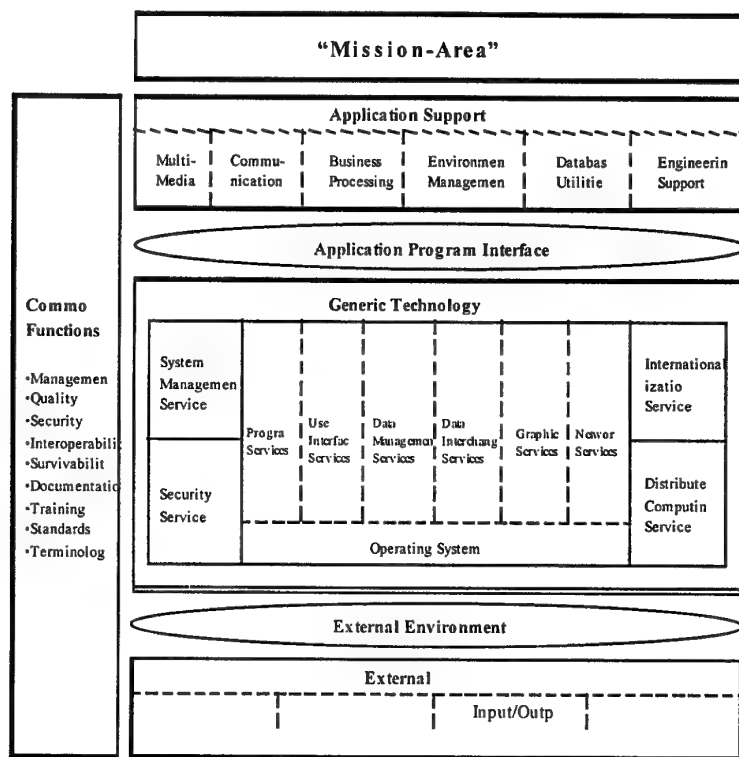 “Mission-Area”
Application Support
Multi-
Media
Commu-
nication
Business
Processing
Environmen
Managemen
Databas
Utilitie
Engineerin
Support
Application Program Interface
Commo
Functions
•Managemen
•Quality
•Security
•Interoperabilit
•Survivabilit
•Documentatic
•Training
•Standards
•Terminolog
Generic Technology
System
Managemen
Service
Security
Service
Progra
Services
Use
Interfac
Services
Data
Managemen
Services
Data
Interchang
Services
Graphic
Services
Networ
Services
Operating System
International
izatio
Service
Distribute
Computin
Service
External Environment
External
Input/Outp